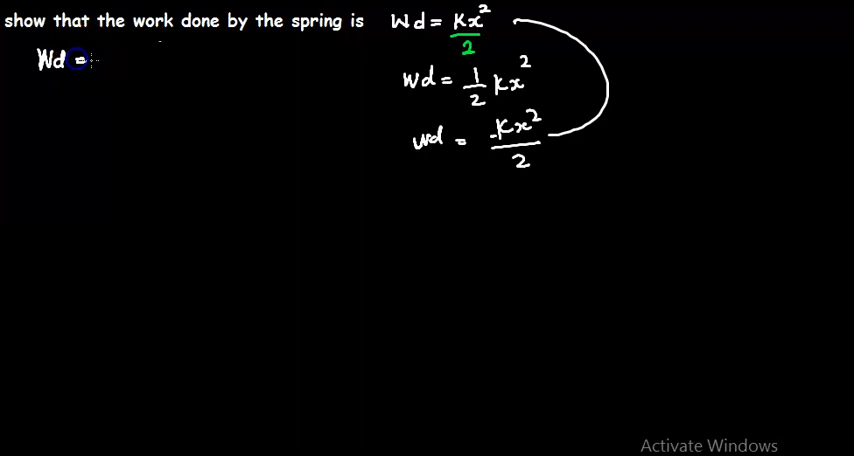 show that the work done by the spring is Wd = Kx²/2
Wd =
Wd = 1/2 Kx²
Wd = -Kx²/2
Activate Windows